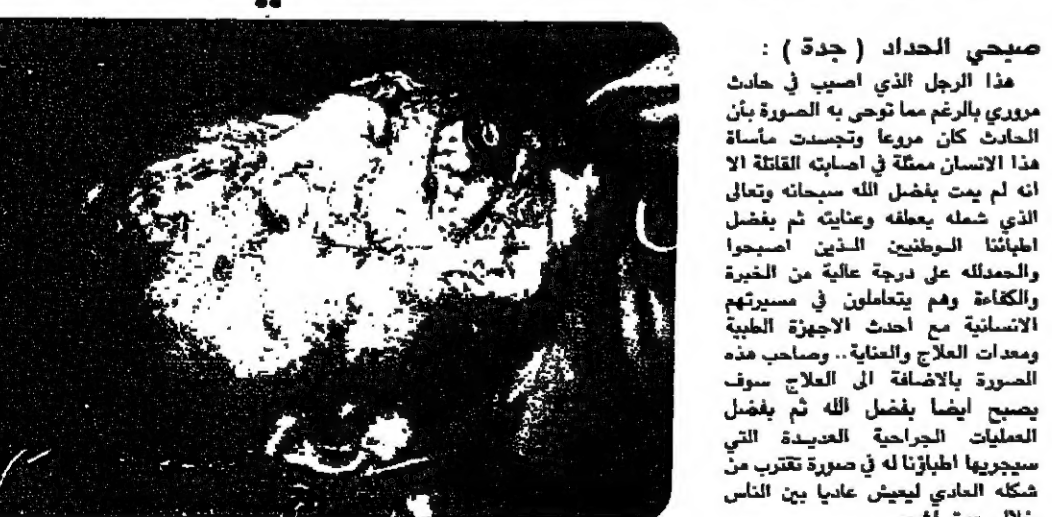 صبحي الحداد ( جدة ) :
هذا الرجل الذي اصيب في حادث
مروري بالرغم مما توحى به الصورة بأن
الحادث كان مروعا وتجسدت مأساة
هذا الانسان ممثلة في اصابته القاتلة الا
انه لم يمت بفضل الله سبحانه وتعالى
الذي شمله بعطفه وعنايته ثم بفضل
اطبائنا الـوطنيين الـذين اصبحوا
والحمدلله على درجة عالية من الخبرة
والكفاءة وهم يتعاملون في مسيرتهم
الانسانية مع احدث الاجهزة الطبية
ومعدات العلاج والعناية.. وصاحب هذه
الصورة بالاضافة الى العلاج سوف
يصبح ايضا بفضل الله ثم بفضل
العمليات الجراحية العديـدة التي
سيجريها اطباؤنا له في صورة تقترب من
شكله العادي ليعيش عاديا بين الناس